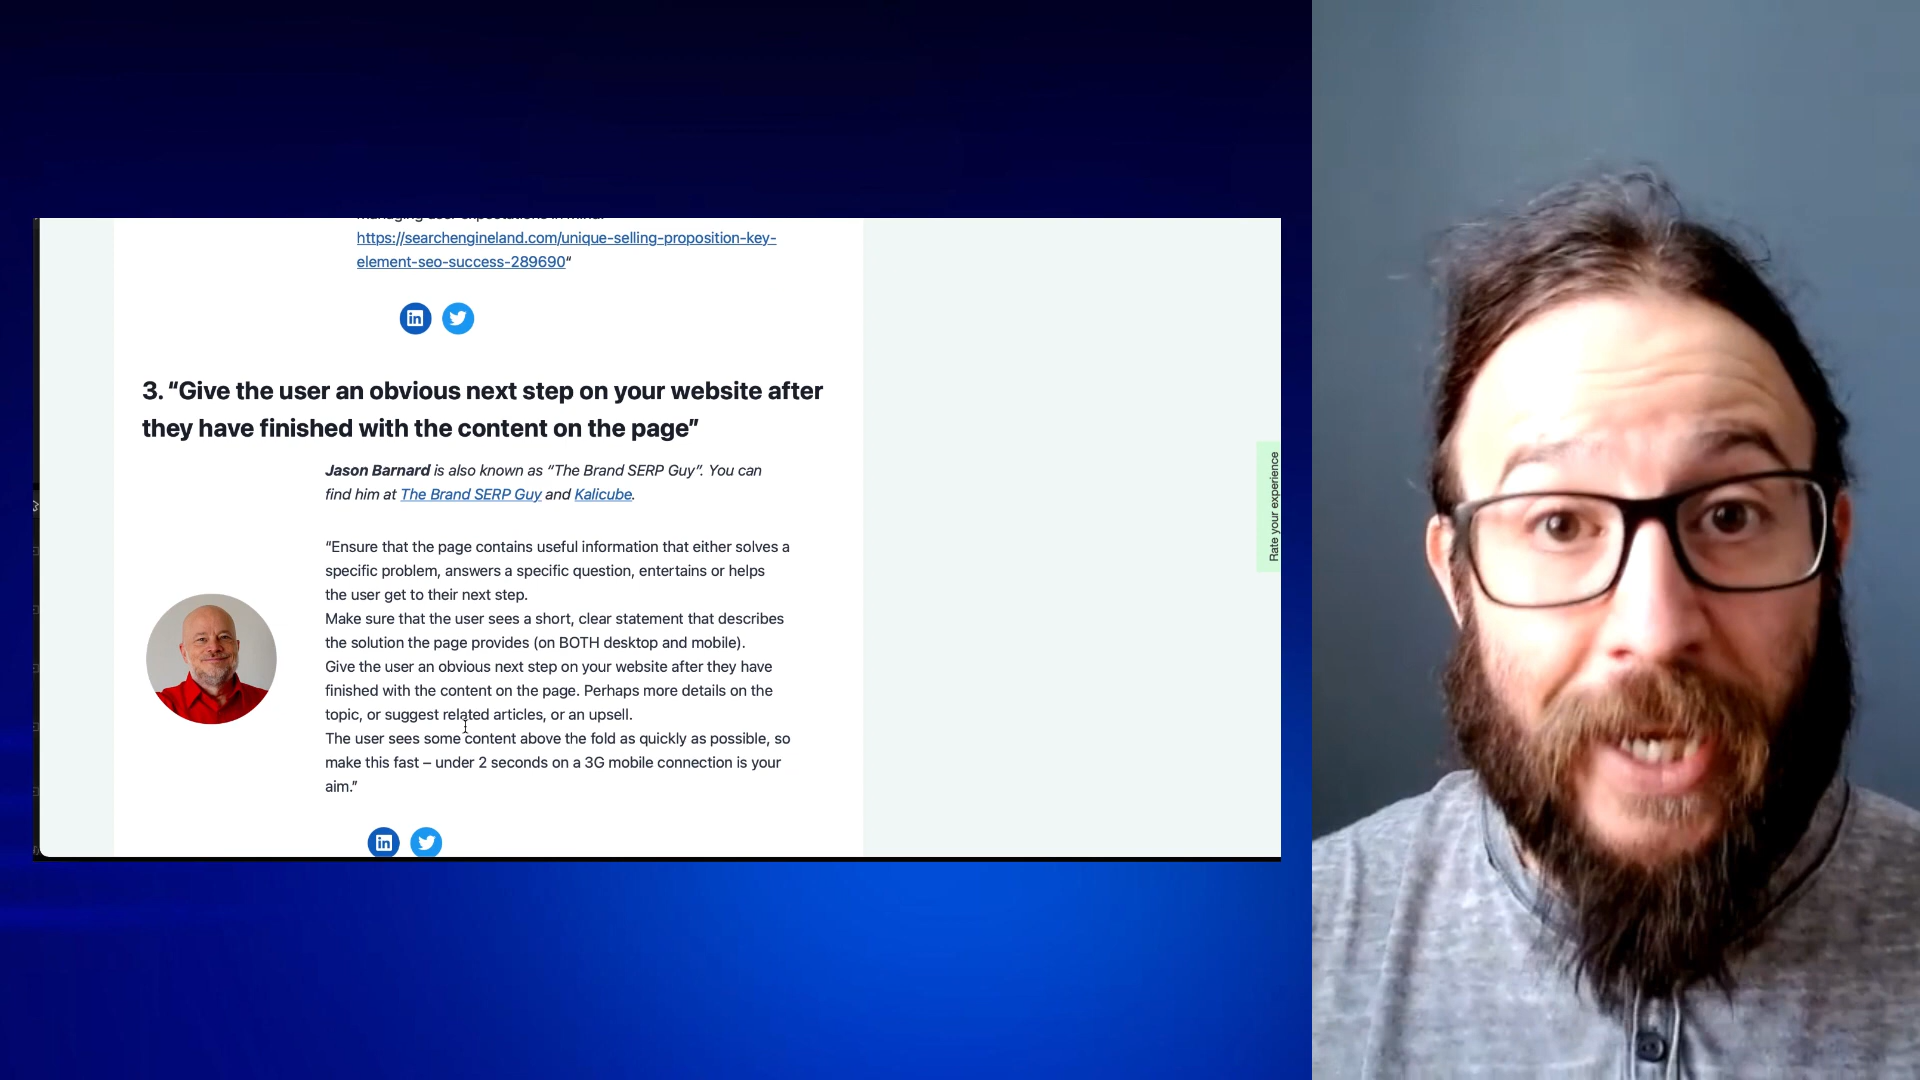 managing user expectations in mind.
https://searchengineland.com/unique-selling-proposition-key-
element-seo-success-289690“
in
3. “Give the user an obvious next step on your website after
they have finished with the content on the page”
Jason Barnard is also known as “The Brand SERP Guy”. You can
find him at The Brand SERP Guy and Kalicube.
“Ensure that the page contains useful information that either solves a
specific problem, answers a specific question, entertains or helps
the user get to their next step.
Make sure that the user sees a short, clear statement that describes
the solution the page provides (on BOTH desktop and mobile).
Give the user an obvious next step on your website after they have
finished with the content on the page. Perhaps more details on the
topic, or suggest related articles, or an upsell.
The user sees some content above the fold as quickly as possible, so
make this fast – under 2 seconds on a 3G mobile connection is your
aim.”
in
Rate your experience